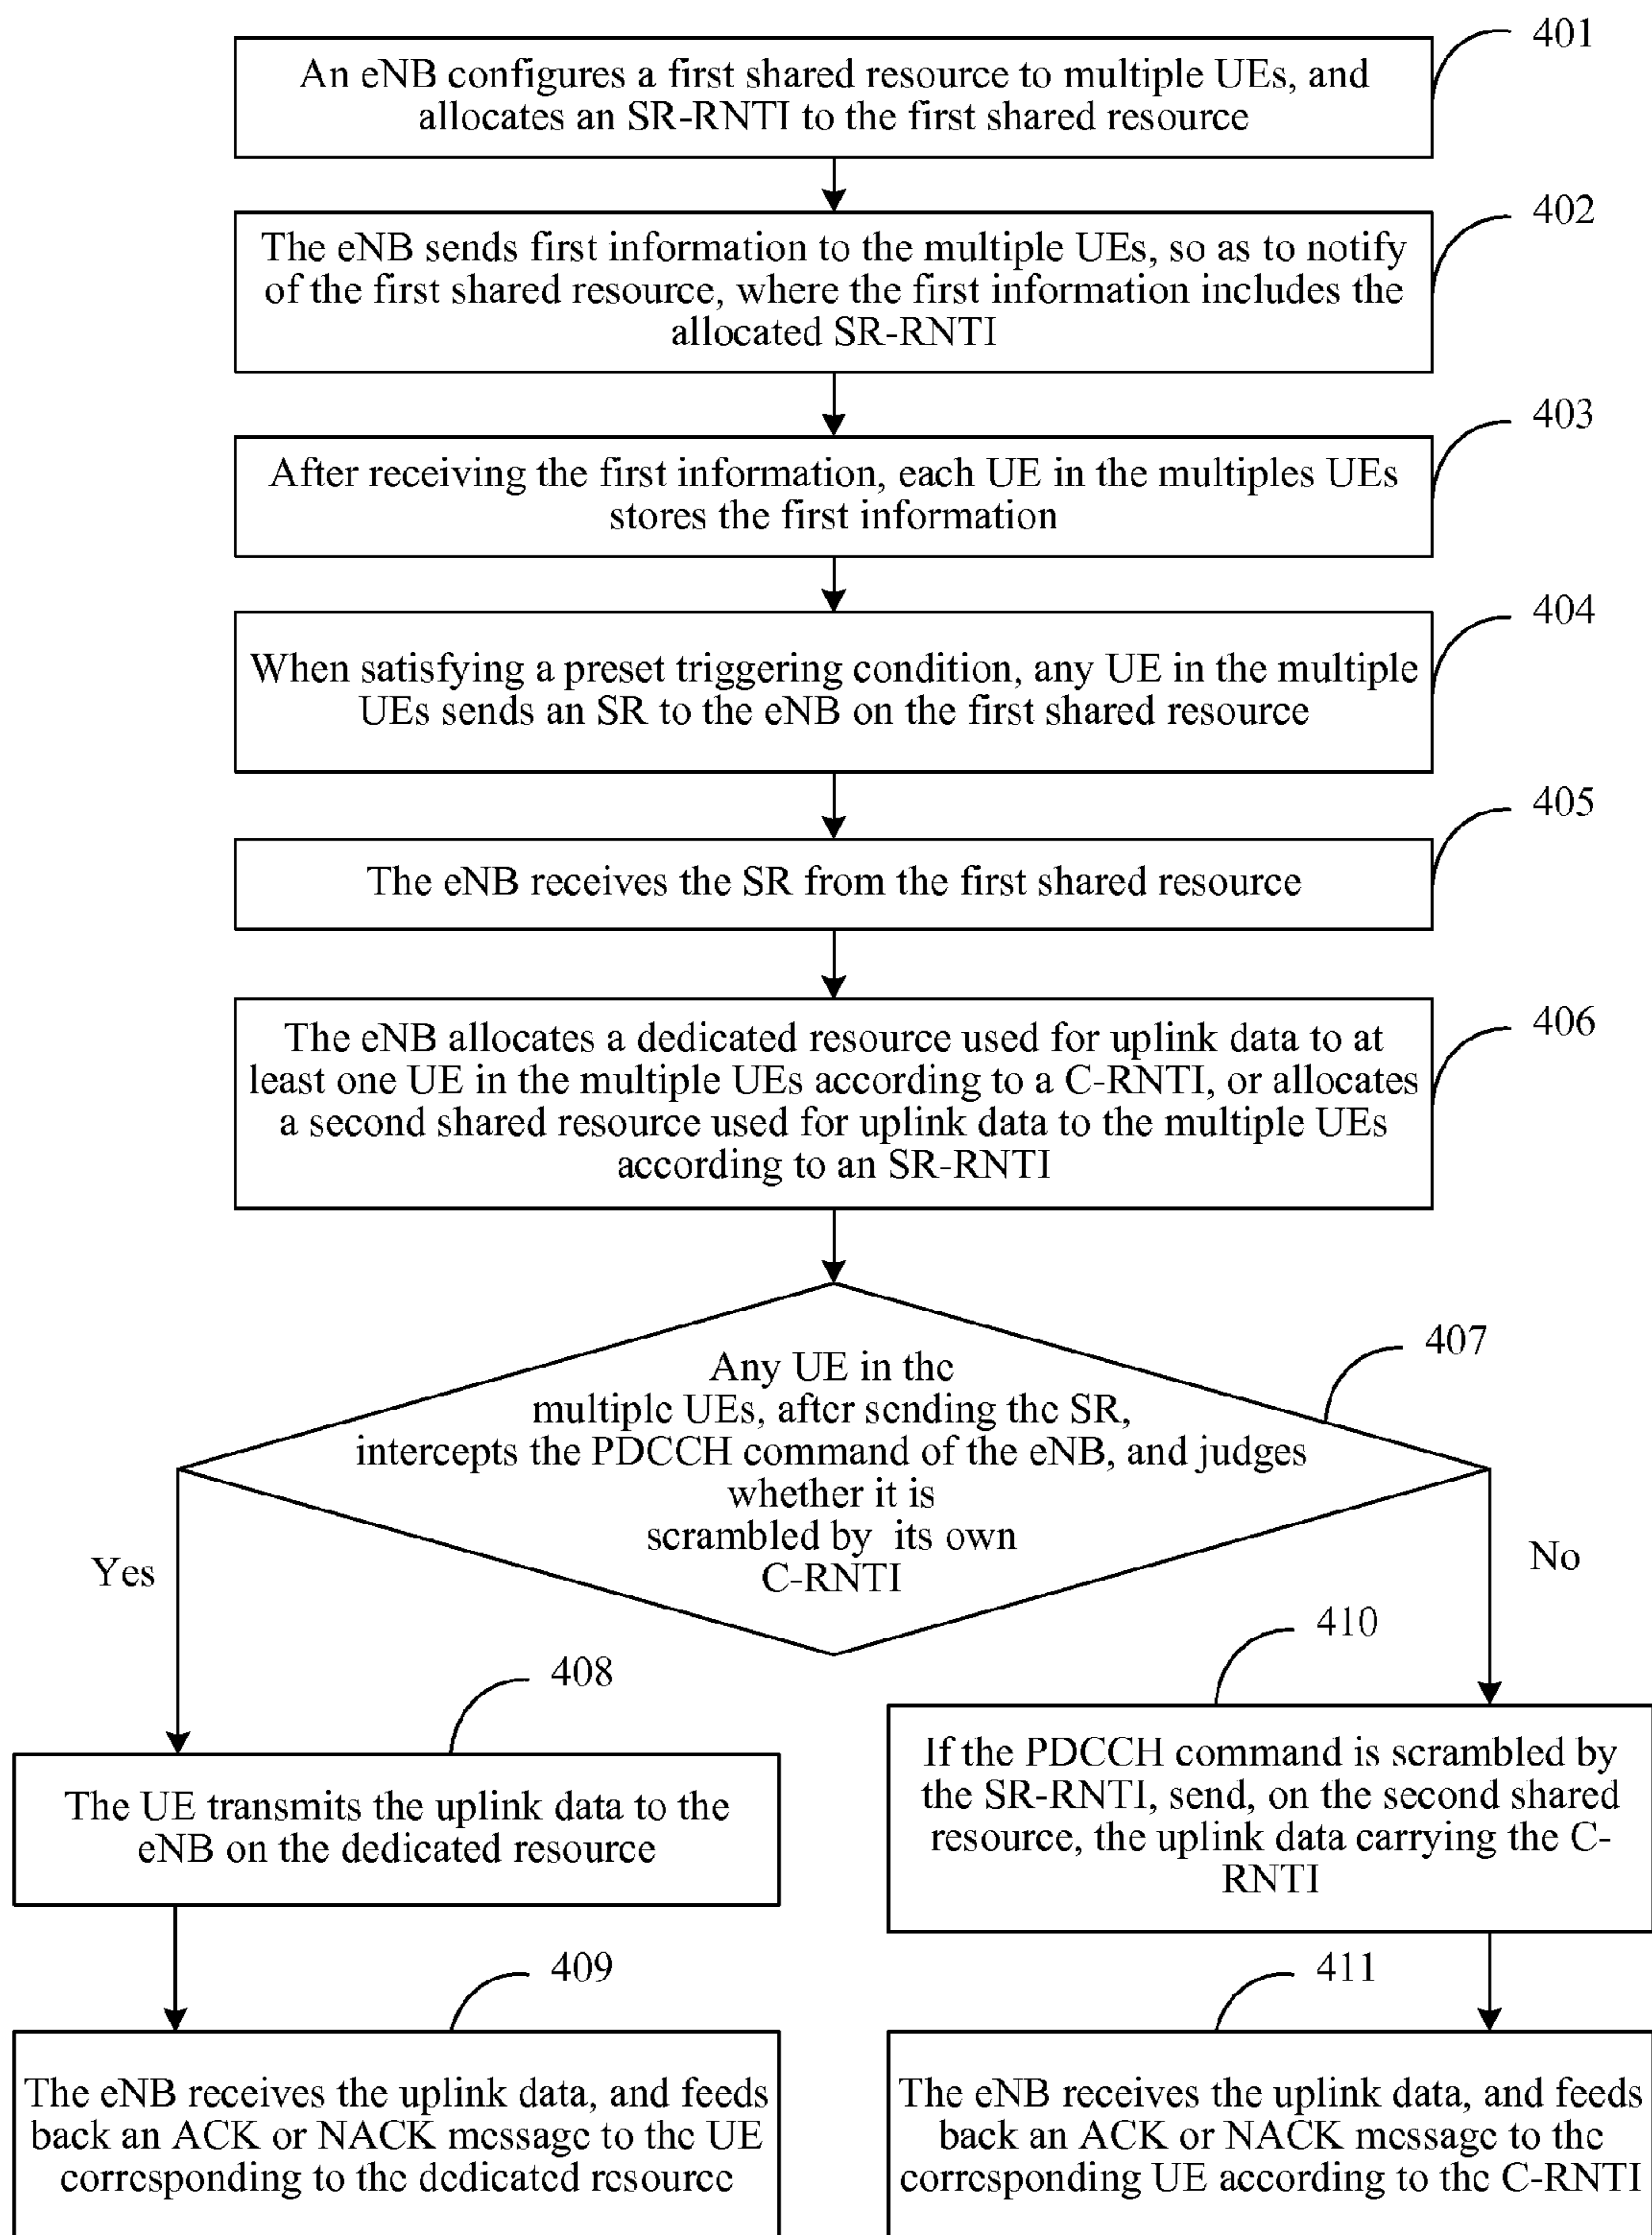 401
An eNB configures a first shared resource to multiple UEs, and
allocates an SR-RNTI to the first shared resource
402
The eNB sends first information to the multiple UEs, so as to notify
of the first shared resource, where the first information includes the
allocated SR-RNTI
403
After receiving the first information, each UE in the multiples UEs
stores the first information
404
When satisfying a preset triggering condition, any UE in the multiple
UEs sends an SR to the eNB on the first shared resource
405
The eNB receives the SR from the first shared resource
406
The eNB allocates a dedicated resource used for uplink data to at
least one UE in the multiple UEs according to a C-RNTI, or allocates
a second shared resource used for uplink data to the multiple UEs
according to an SR-RNTI
407
Any UE in the
multiple UEs, after sending the SR,
intercepts the PDCCH command of the eNB, and judges
whether it is
scrambled by its own
C-RNTI
Yes
No
408
The UE transmits the uplink data to the
eNB on the dedicated resource
409
The eNB receives the uplink data, and feeds
back an ACK or NACK message to the UE
corresponding to the dedicated resource
410
If the PDCCH command is scrambled by
the SR-RNTI, send, on the second shared
resource, the uplink data carrying the C-
RNTI
411
The eNB receives the uplink data, and feeds
back an ACK or NACK message to the
corresponding UE according to the C-RNTI